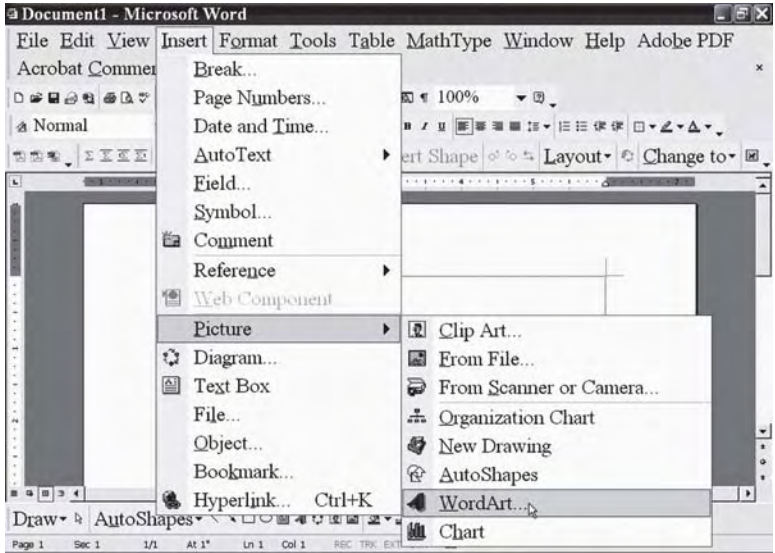 Document1 - Microsoft Word
File Edit View Insert Format Tools Table MathType Window Help Adobe PDF
Acrobat Commer
Break...
Page Numbers...
100%
Normal
Date and Time...
AutoText
ert Shape Layout Change to
Field...
Symbol...
Comment
Reference
Web Component
Picture
Clip Art...
Diagram...
From File...
Text Box
From Scanner or Camera...
File...
Organization Chart
Object...
New Drawing
Bookmark...
AutoShapes
Hyperlink... Ctrl+K
WordArt...
Draw AutoShapes
Chart
Page 1 Sec 1 1/1 At 1" Ln 1 Col 1 REC TRK EXT